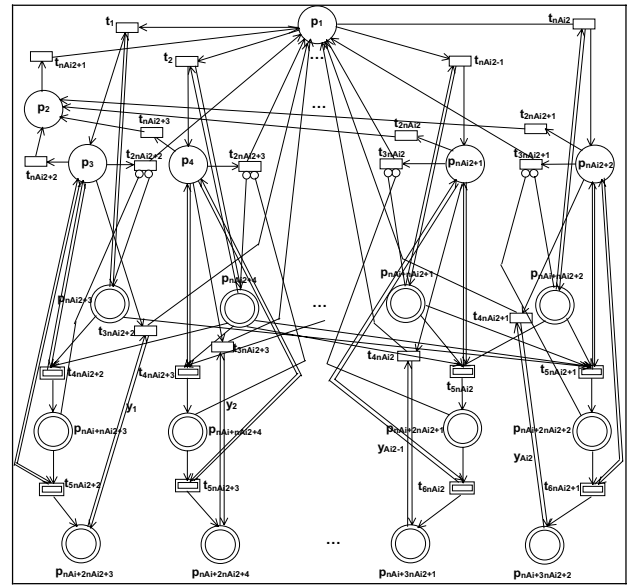 t1
p1
tnAi2
t2
tnAi2-1
tnAi2+1
...
p2
...
tnAi2+3
t2nAi2
t2nAi2+1
tnAi2+2
p3
t2nAi2+2
p4
t2nAi2+3
t3nAi2
pnAi2+1
t3nAi2+1
pnAi2+2
pnAi2+3
pnAi2+4
...
pnAi+nAi2+1
pnAi+nAi2+2
t3nAi2+2
t3nAi2+3
t4nAi2
t4nAi2+1
t4nAi2+2
t4nAi2+3
t5nAi2
t5nAi2+1
y1
y2
pnAi+nAi2+3
pnAi+nAi2+4
pnAi+2nAi2+1
pnAi+2nAi2+2
yAi2-1
yAi2
t5nAi2+2
t5nAi2+3
t6nAi2
t6nAi2+1
...
pnAi+2nAi2+3
pnAi+2nAi2+4
pnAi+3nAi2+1
pnAi+3nAi2+2